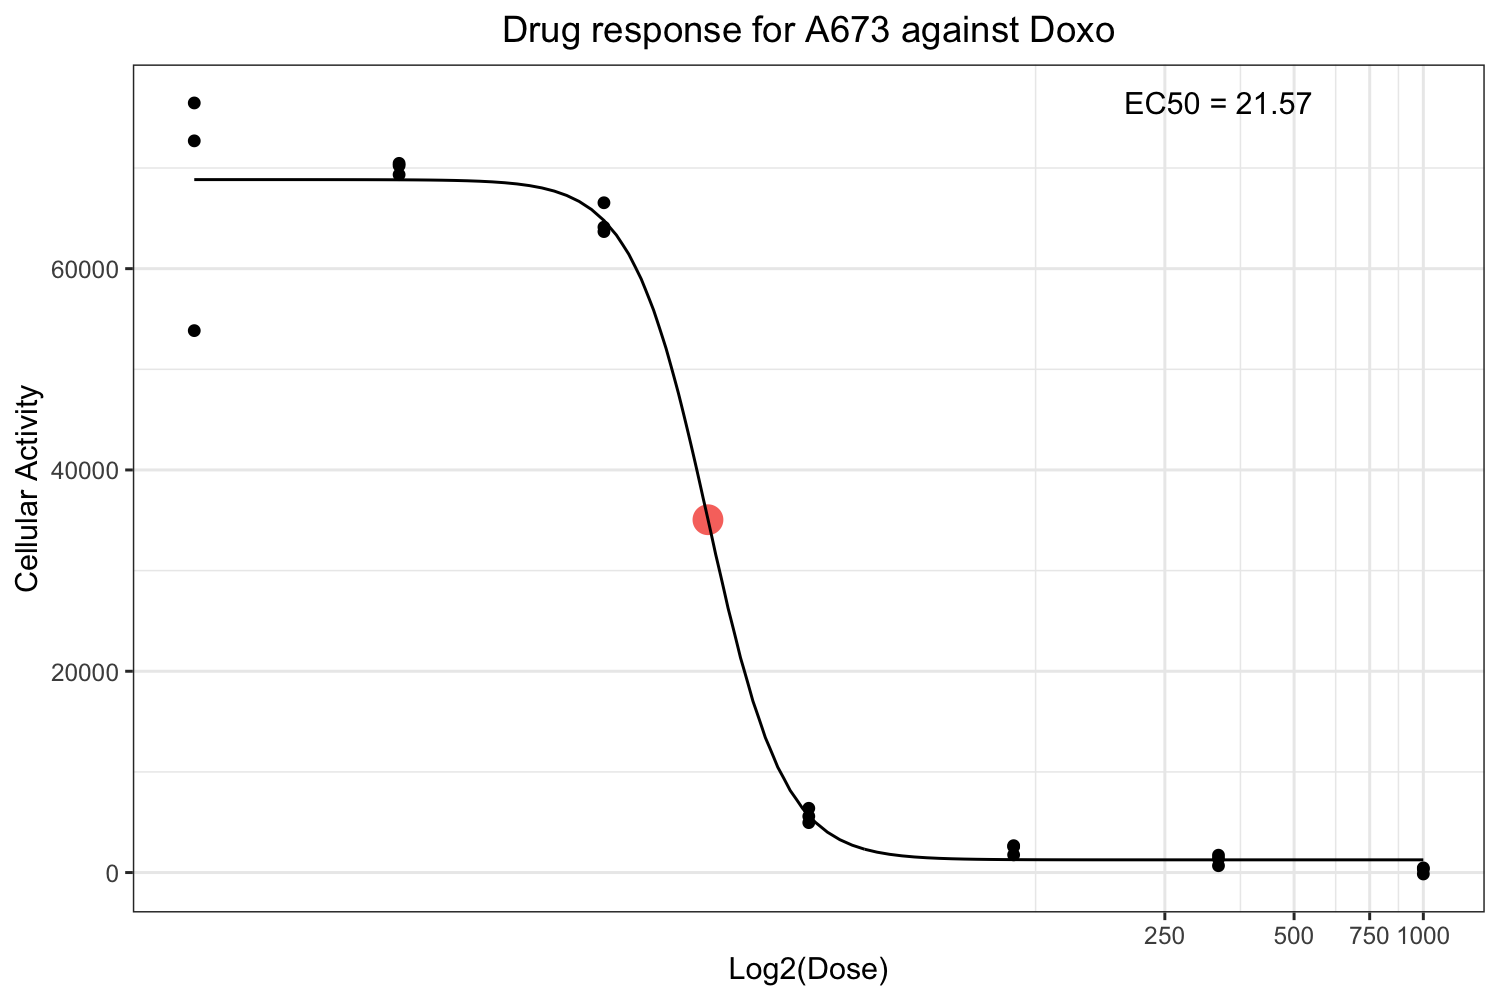 Drug response for A673 against Doxo
EC50 = 21.57
Cellular Activity
60000
40000
20000
0
250 500 750 1000
Log2(Dose)